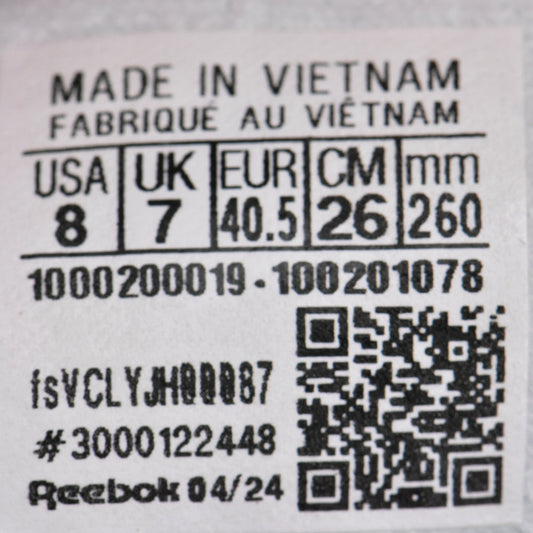 MADE IN VIETNAM
FABRIQUÉ AU VIÊTNAM
USA UK EUR CM mm
8 7 40.5 26 260
1000200019-100201078
fsVCLYJH00087
#3000122448
Reebok 04/24